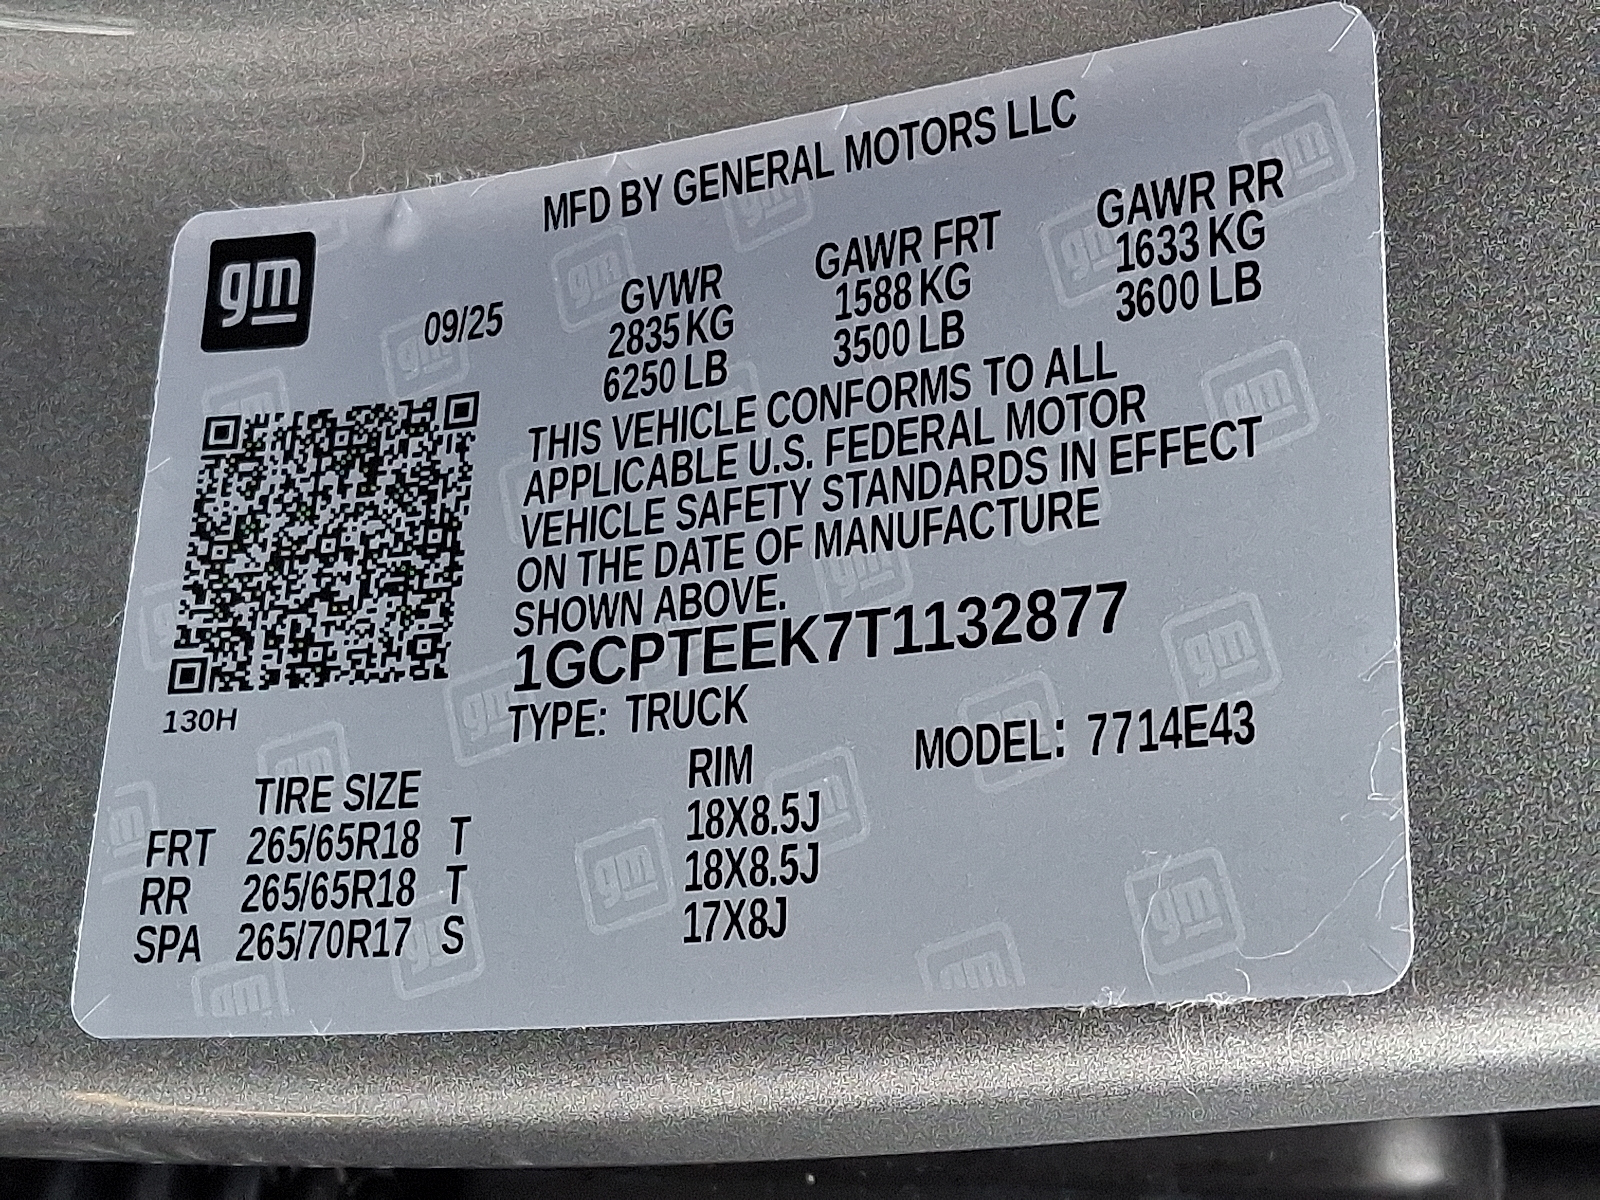 MFD BY GENERAL MOTORS LLC
gm
09/25
GVWR GAWR FRT GAWR RR
2835 KG 1588 KG 1633 KG
6250 LB 3500 LB 3600 LB
THIS VEHICLE CONFORMS TO ALL
APPLICABLE U.S. FEDERAL MOTOR
VEHICLE SAFETY STANDARDS IN EFFECT
ON THE DATE OF MANUFACTURE
SHOWN ABOVE.
1GCPTEEK7T1132877
130H
TYPE: TRUCK MODEL: 7714E43
TIRE SIZE RIM
FRT 265/65R18 T 18X8.5J
RR 265/65R18 T 18X8.5J
SPA 265/70R17 S 17X8J